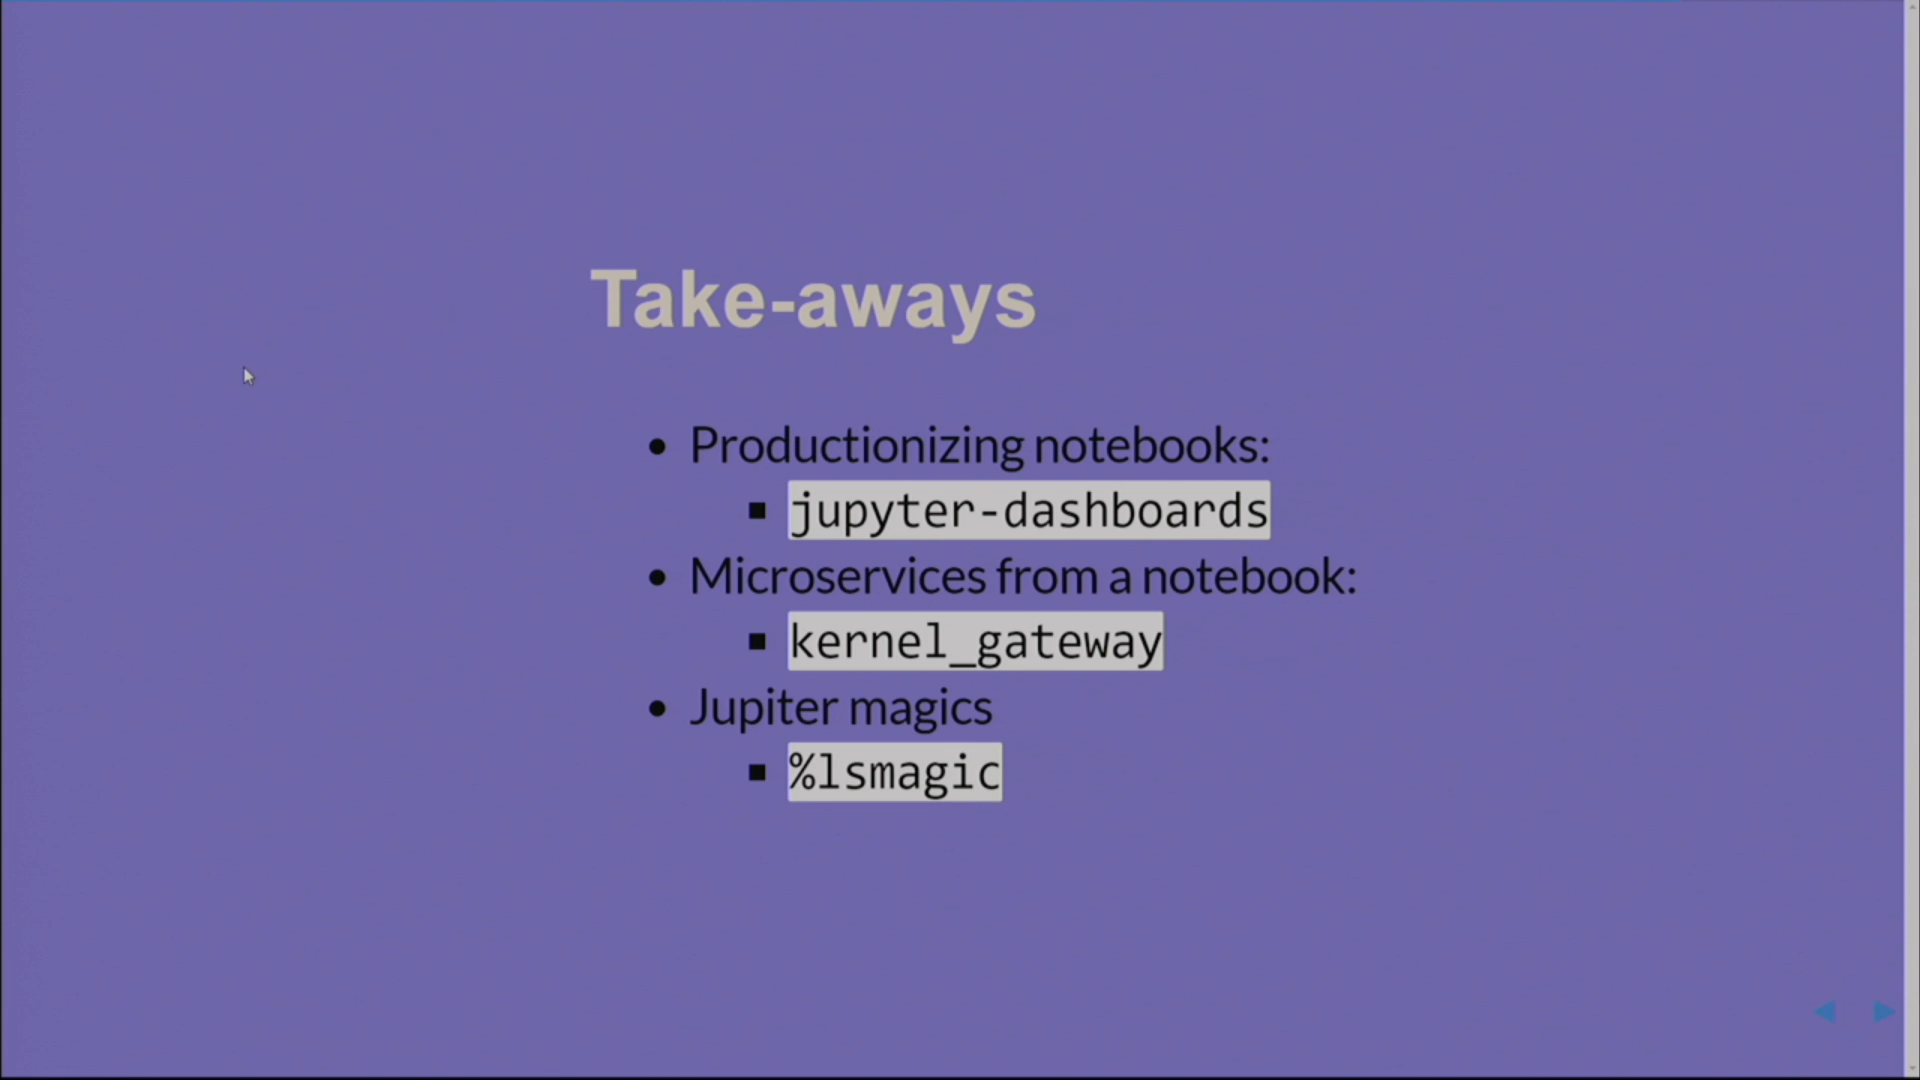 Take-aways
Productionizing notebooks:
jupyter-dashboards
Microservices from a notebook:
kernel_gateway
Jupiter magics
%lsmagic